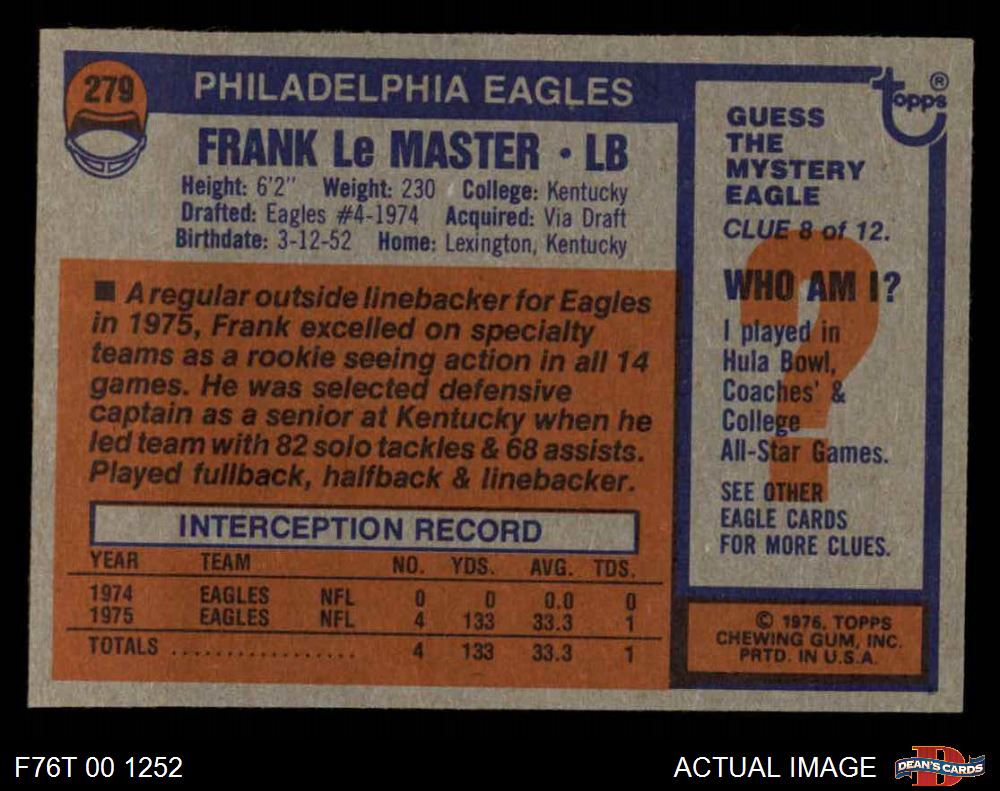 279
PHILADELPHIA EAGLES
FRANK Le MASTER • LB
Height: 6'2" Weight: 230 College: Kentucky
Drafted: Eagles #4-1974 Acquired: Via Draft
Birthdate: 3-12-52 Home: Lexington, Kentucky
■ A regular outside linebacker for Eagles
in 1975, Frank excelled on specialty
teams as a rookie seeing action in all 14
games. He was selected defensive
captain as a senior at Kentucky when he
led team with 82 solo tackles & 68 assists.
Played fullback, halfback & linebacker.
INTERCEPTION RECORD
YEAR TEAM NO. YDS. AVG. TDS.
1974 EAGLES NFL 0 0 0.0 0
1975 EAGLES NFL 4 133 33.3 1
TOTALS .................. 4 133 33.3 1
topps®
GUESS
THE
MYSTERY
EAGLE
CLUE 8 of 12.
?
WHO AM I?
I played in
Hula Bowl,
Coaches' &
College
All-Star Games.
SEE OTHER
EAGLE CARDS
FOR MORE CLUES.
© 1976, TOPPS
CHEWING GUM, INC.
PRTD. IN U.S.A.
F76T 00 1252
ACTUAL IMAGE
D
DEAN'S CARDS